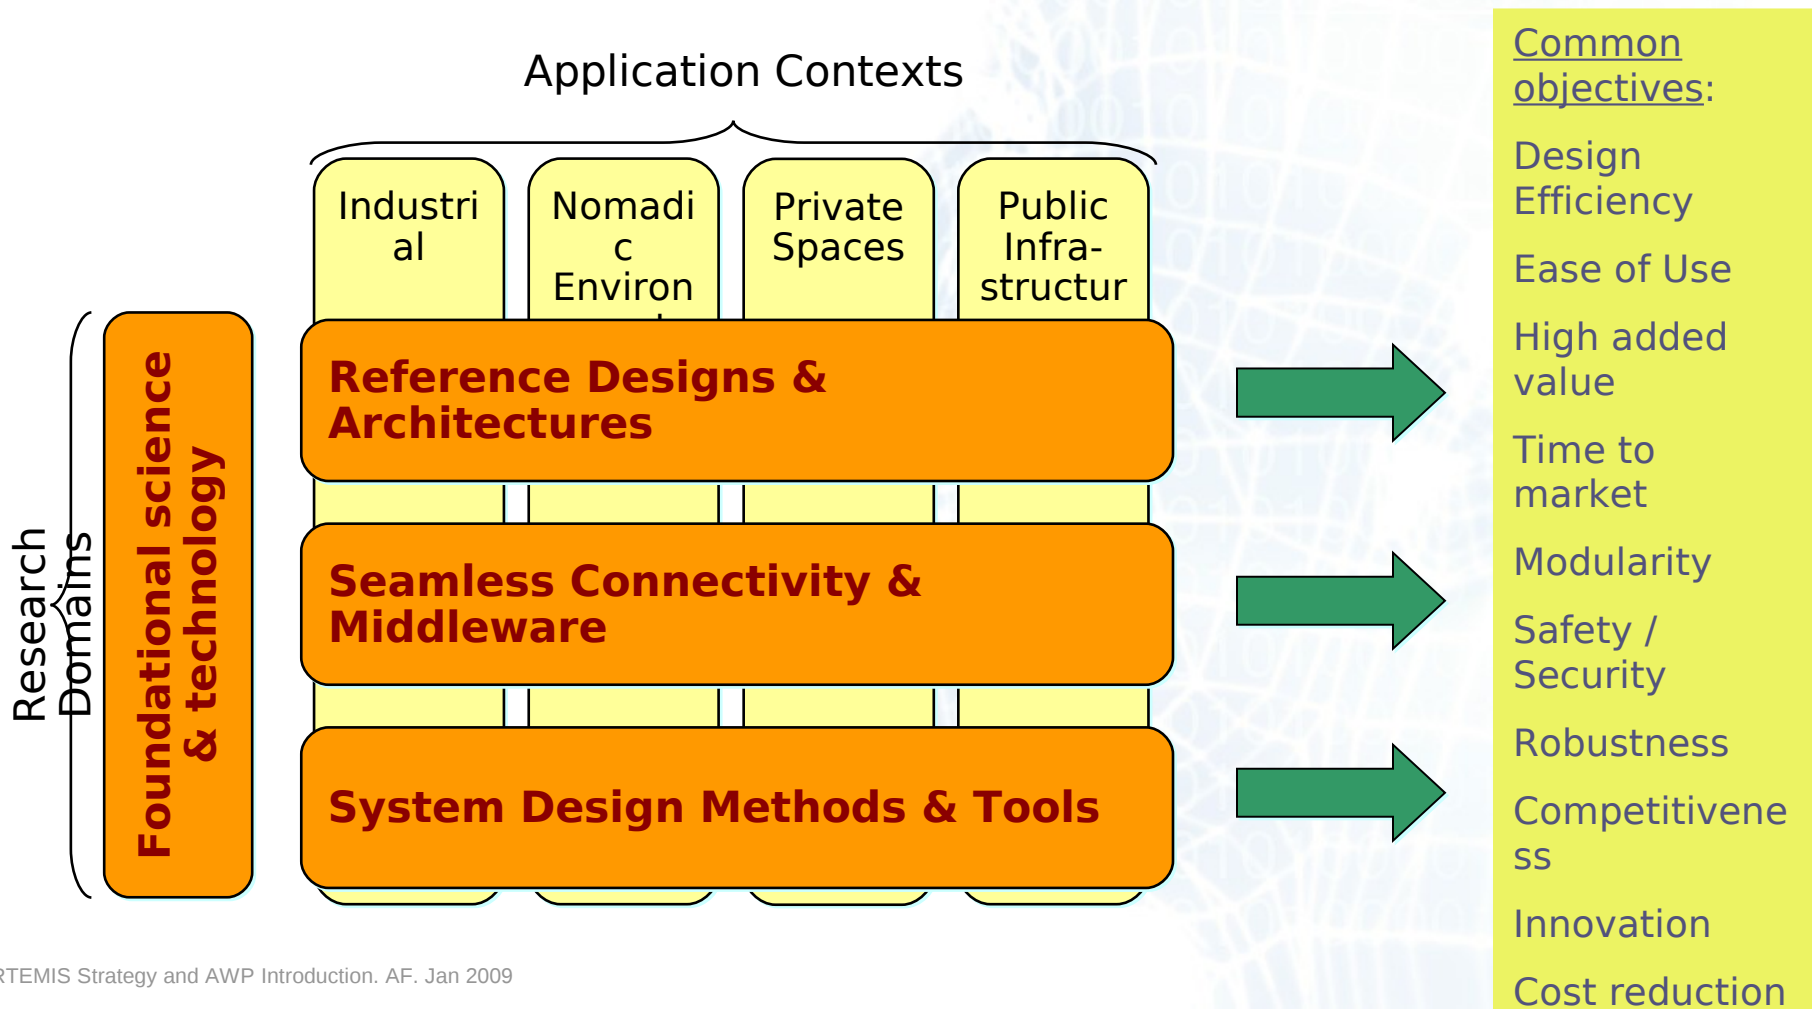 Application Contexts
Industri
al
Nomadi
c
Environ
Private
Spaces
Public
Infra-
structur
Research
Domains
Foundational science
& technology
Reference Designs &
Architectures
Seamless Connectivity &
Middleware
System Design Methods & Tools
Common
objectives:
Design
Efficiency
Ease of Use
High added
value
Time to
market
Modularity
Safety /
Security
Robustness
Competitivene
ss
Innovation
Cost reduction
RTEMIS Strategy and AWP Introduction. AF. Jan 2009